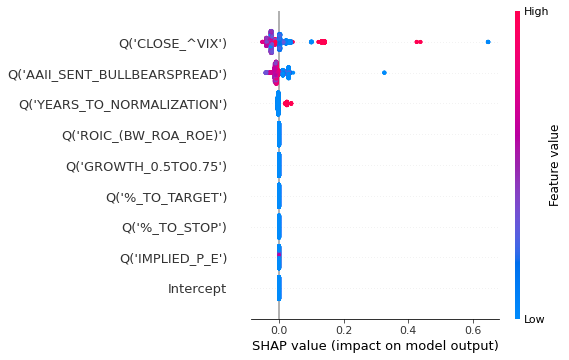 High
Q('CLOSE_^VIX')
Q('AAII_SENT_BULLBEARSPREAD')
Q('YEARS_TO_NORMALIZATION')
Q('ROIC_(BW_ROA_ROE)')
Q('GROWTH_0.5TO0.75')
Q('%_TO_TARGET')
Q('%_TO_STOP')
Q('IMPLIED_P_E')
Intercept
Feature value
Low
0.0 0.2 0.4 0.6
SHAP value (impact on model output)